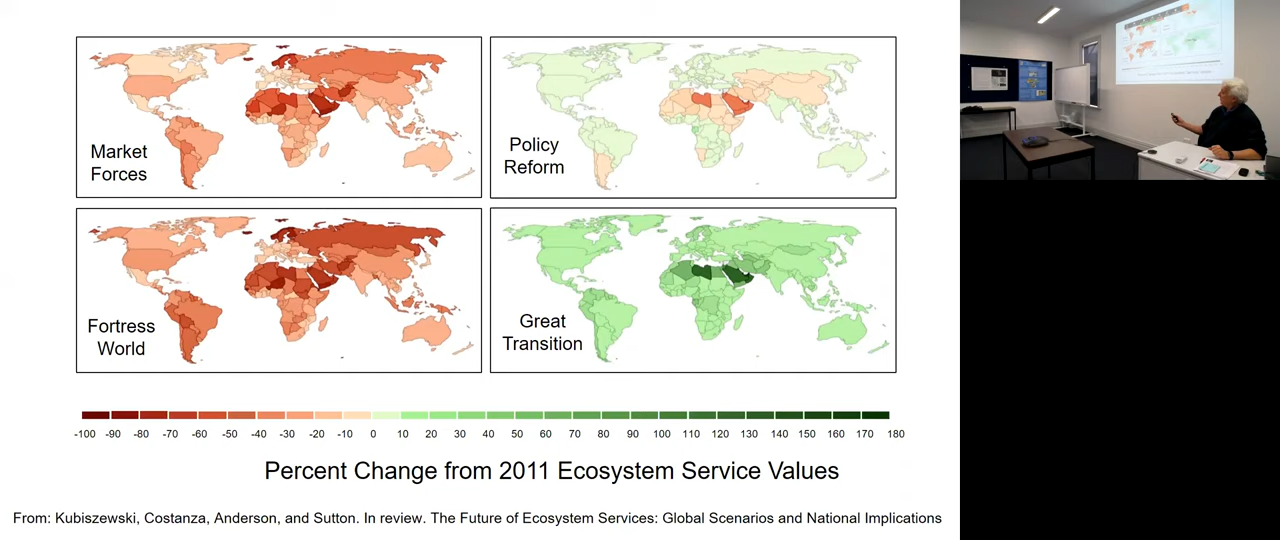 Market
Forces
Policy
Reform
Fortress
World
Great
Transition
-100 -90 -80 -70 -60 -50 -40 -30 -20 -10 0 10 20 30 40 50 60 70 80 90 100 110 120 130 140 150 160 170 180
Percent Change from 2011 Ecosystem Service Values
From: Kubiszewski, Costanza, Anderson, and Sutton. In review. The Future of Ecosystem Services: Global Scenarios and National Implications